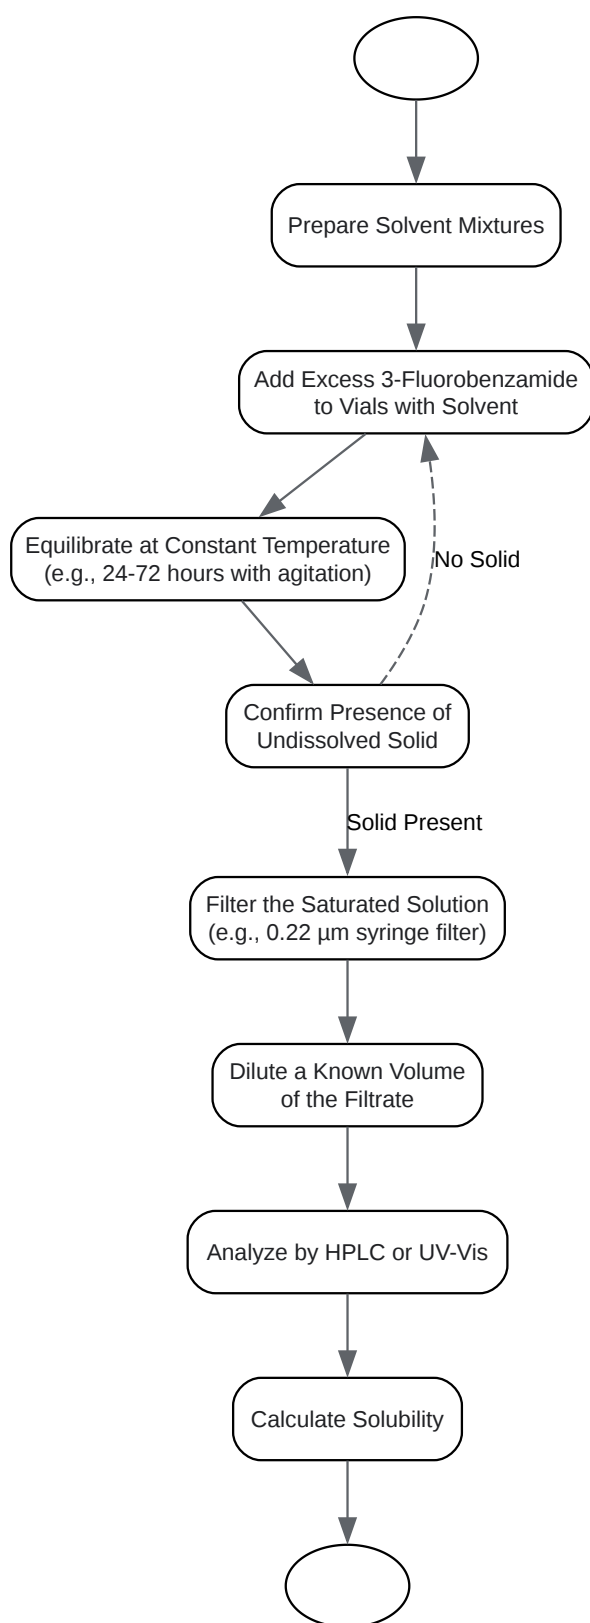 Prepare Solvent Mixtures
Add Excess 3-Fluorobenzamide
to Vials with Solvent
Equilibrate at Constant Temperature
(e.g., 24-72 hours with agitation)
No Solid
Confirm Presence of
Undissolved Solid
Solid Present
Filter the Saturated Solution
(e.g., 0.22 µm syringe filter)
Dilute a Known Volume
of the Filtrate
Analyze by HPLC or UV-Vis
Calculate Solubility